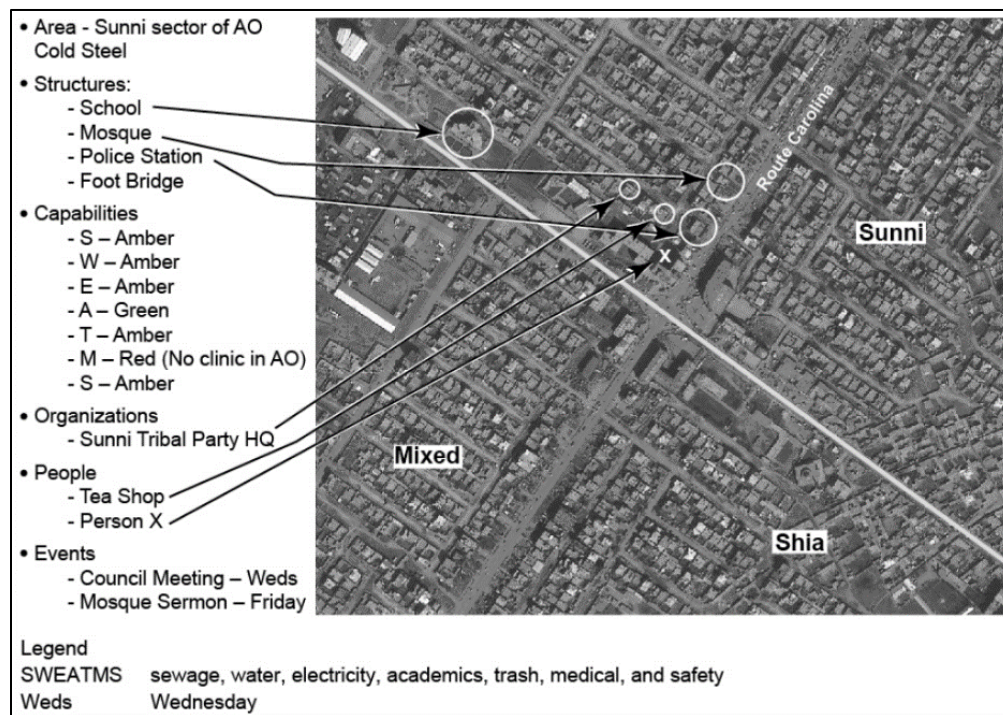 • Area - Sunni sector of AO
Cold Steel
• Structures:
- School
- Mosque
- Police Station
- Foot Bridge
• Capabilities
- S – Amber
- W – Amber
- E – Amber
- A – Green
- T – Amber
- M – Red (No clinic in AO)
- S – Amber
• Organizations
- Sunni Tribal Party HQ
• People
- Tea Shop
- Person X
• Events
- Council Meeting – Weds
- Mosque Sermon – Friday
Route Carolina
Sunni
X
Mixed
Shia
Legend
SWEATMS sewage, water, electricity, academics, trash, medical, and safety
Weds Wednesday